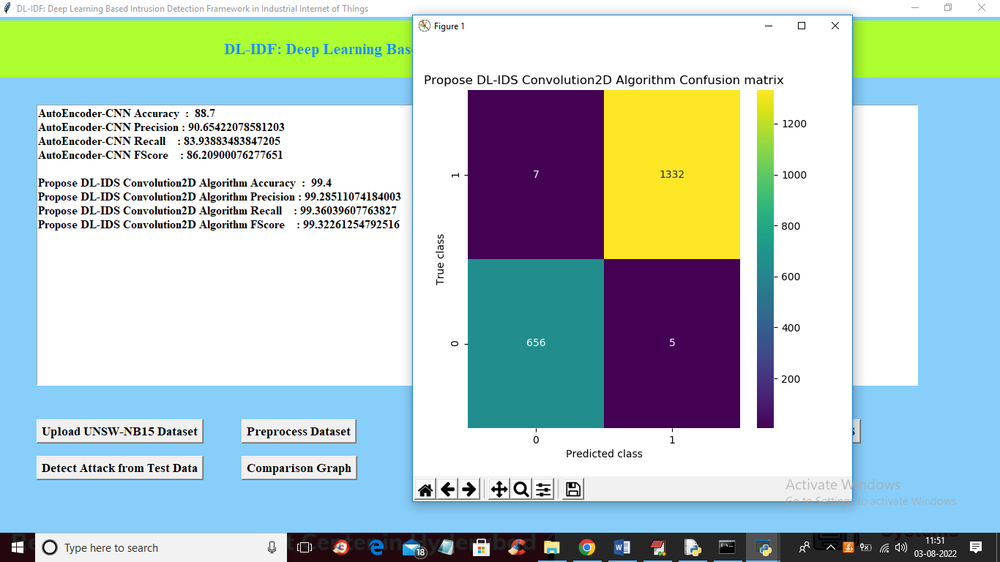 DL-IDF: Deep Learning Based Intrusion Detection Framework in Industrial Internet of Things
DL-IDF: Deep Learning Bas
AutoEncoder-CNN Accuracy : 88.7
AutoEncoder-CNN Precision : 90.65422078581203
AutoEncoder-CNN Recall : 83.93883483847205
AutoEncoder-CNN FScore : 86.20900076277651
Propose DL-IDS Convolution2D Algorithm Accuracy : 99.4
Propose DL-IDS Convolution2D Algorithm Precision : 99.28511074184003
Propose DL-IDS Convolution2D Algorithm Recall : 99.36039607763827
Propose DL-IDS Convolution2D Algorithm FScore : 99.32261254792516
Upload UNSW-NB15 Dataset
Preprocess Dataset
Detect Attack from Test Data
Comparison Graph
Figure 1
Propose DL-IDS Convolution2D Algorithm Confusion matrix
True class
1
0
7
1332
656
5
0
1
Predicted class
1200
1000
800
600
400
200
Activate Windows
Go to Settings to activate Windows.
Type here to search
18
Systems
11:51
03-08-2022